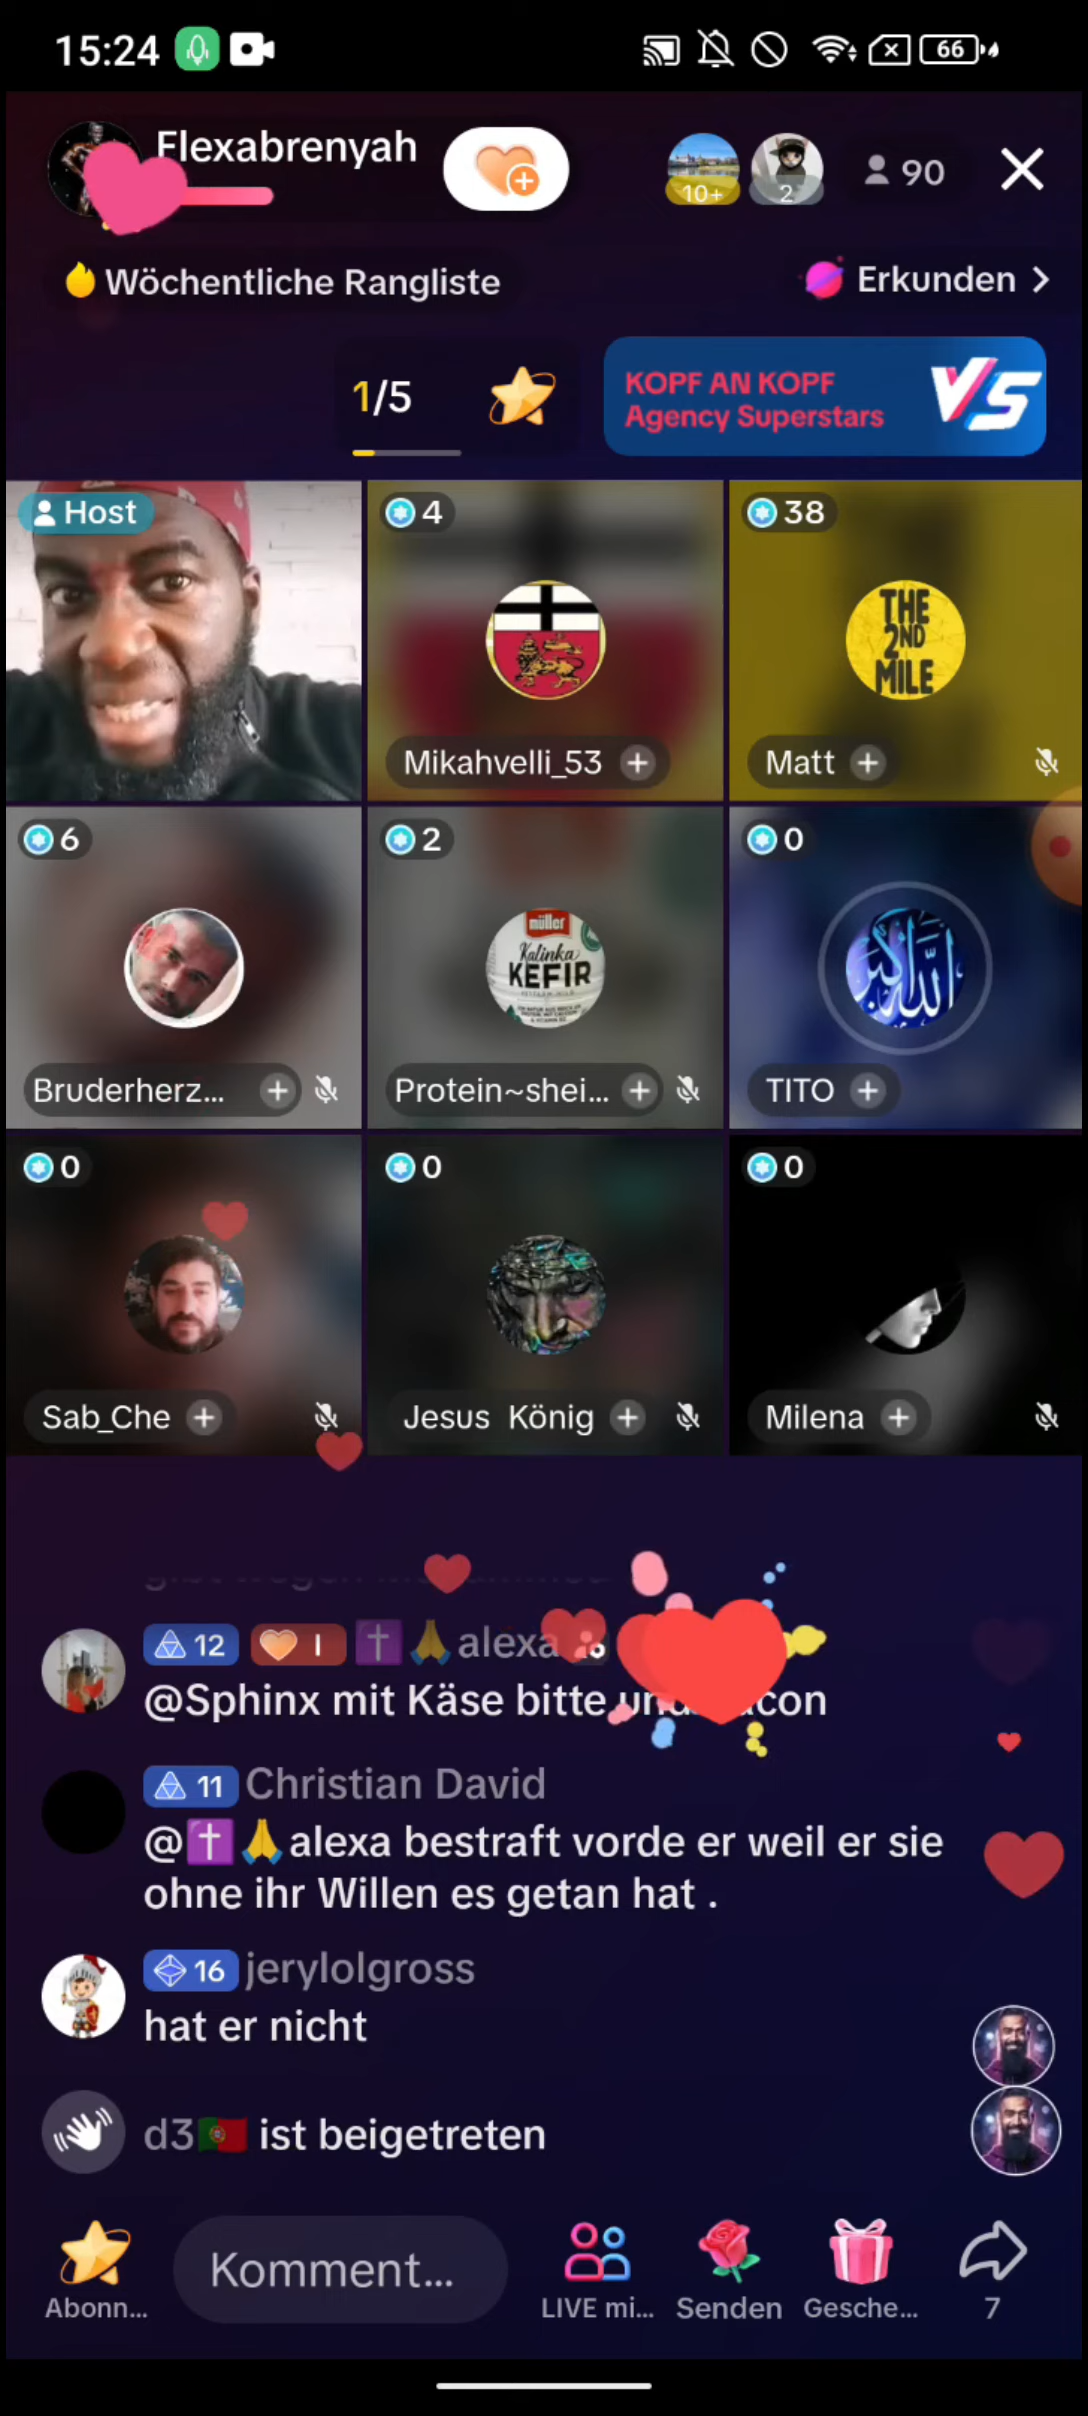 15:24
66
Flexabrenyah
10+
2
90
Wöchentliche Rangliste
Erkunden >
1/5
KOPF AN KOPF
Agency Superstars
VS
Host
4
38
THE
2ND
MILE
Mikahvelli_53
Matt
6
2
0
müller
Kalinka
KEFIR
الله أكبر
Bruderherz...
Protein~shei...
TITO
0
0
0
Sab_Che
Jesus König
Milena
12 I ✝️🙏alexa
@Sphinx mit Käse bitte
11 Christian David
@✝️🙏alexa bestraft vorde er weil er sie
ohne ihr Willen es getan hat .
16 jerylolgross
hat er nicht
d3🇵🇹 ist beigetreten
Komment...
Abonn...
LIVE mi...
Senden
Gesche...
7